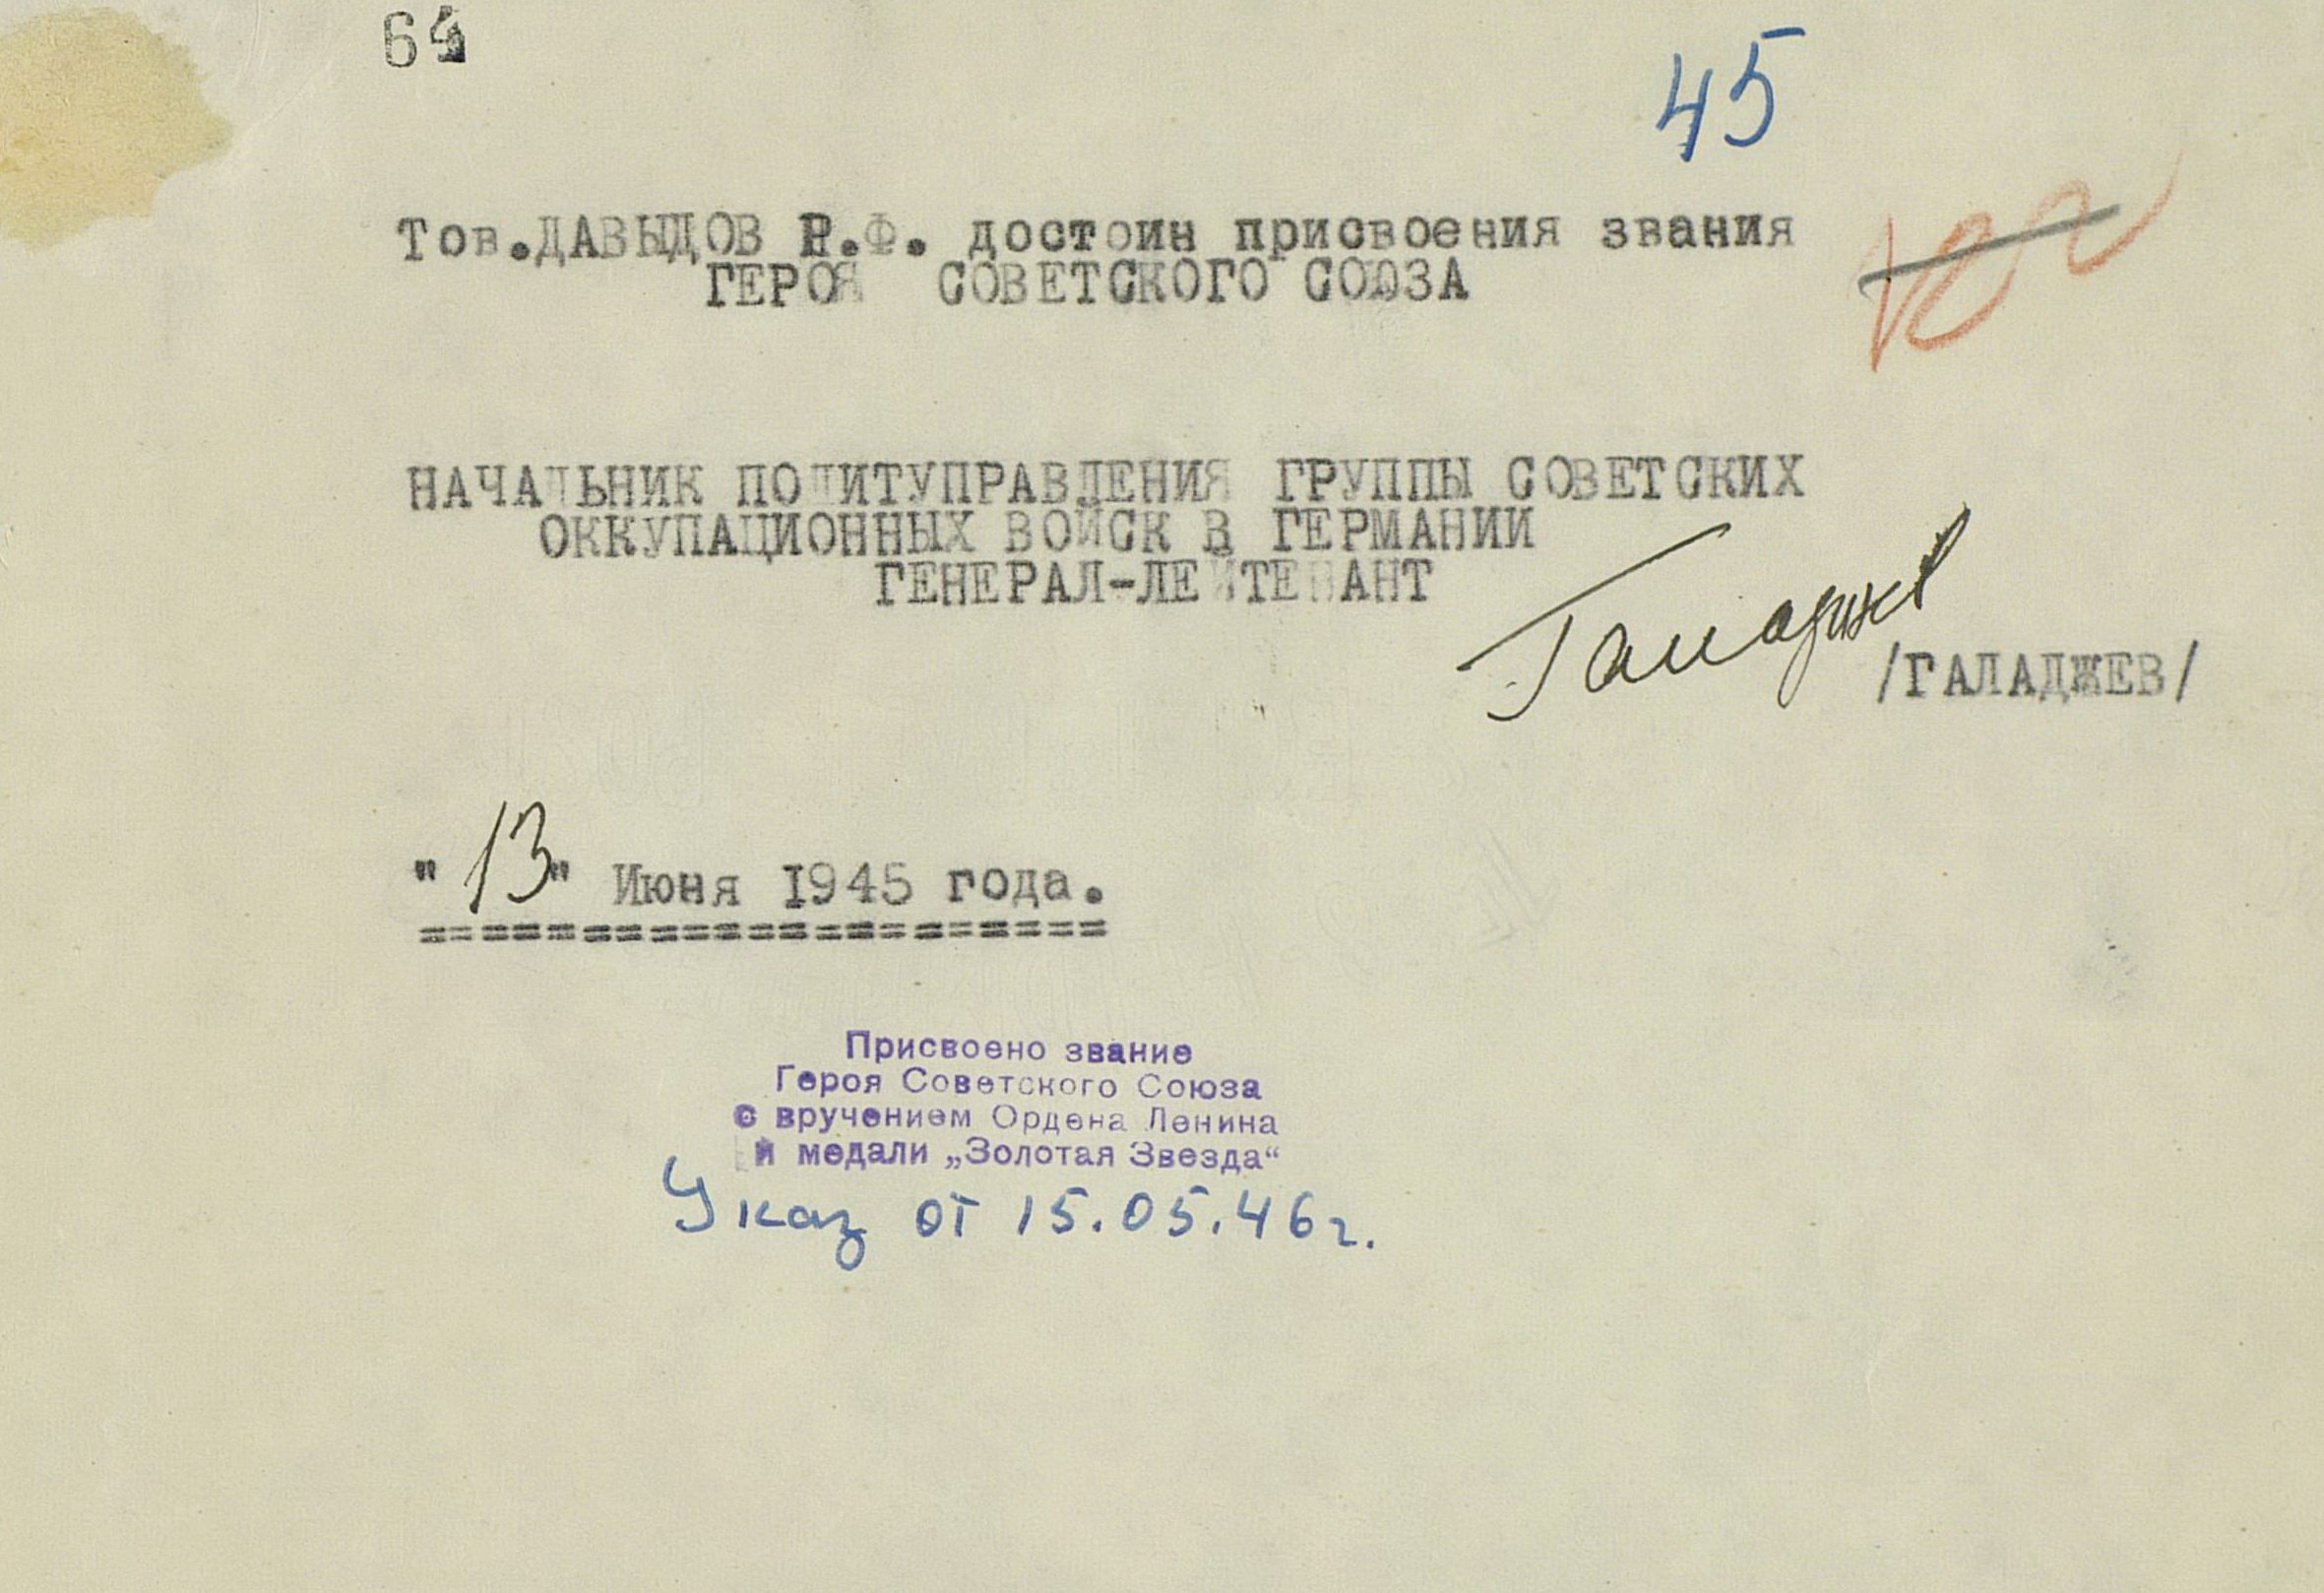 64
45
Тов.ДАВЫДОВ Р.Ф. достоин присвоения звания
ГЕРОЯ СОВЕТСКОГО СОЮЗА
НАЧАЛЬНИК ПОЛИТУПРАВЛЕНИЯ ГРУППЫ СОВЕТСКИХ
ОККУПАЦИОННЫХ ВОЙСК В ГЕРМАНИИ
ГЕНЕРАЛ-ЛЕЙТЕНАНТ
/ГАЛАДЖЕВ/
"13" Июня 1945 года.
Присвоено звание
Героя Советского Союза
с вручением Ордена Ленина
и медали „Золотая Звезда“
Указ от 15.05.46г.